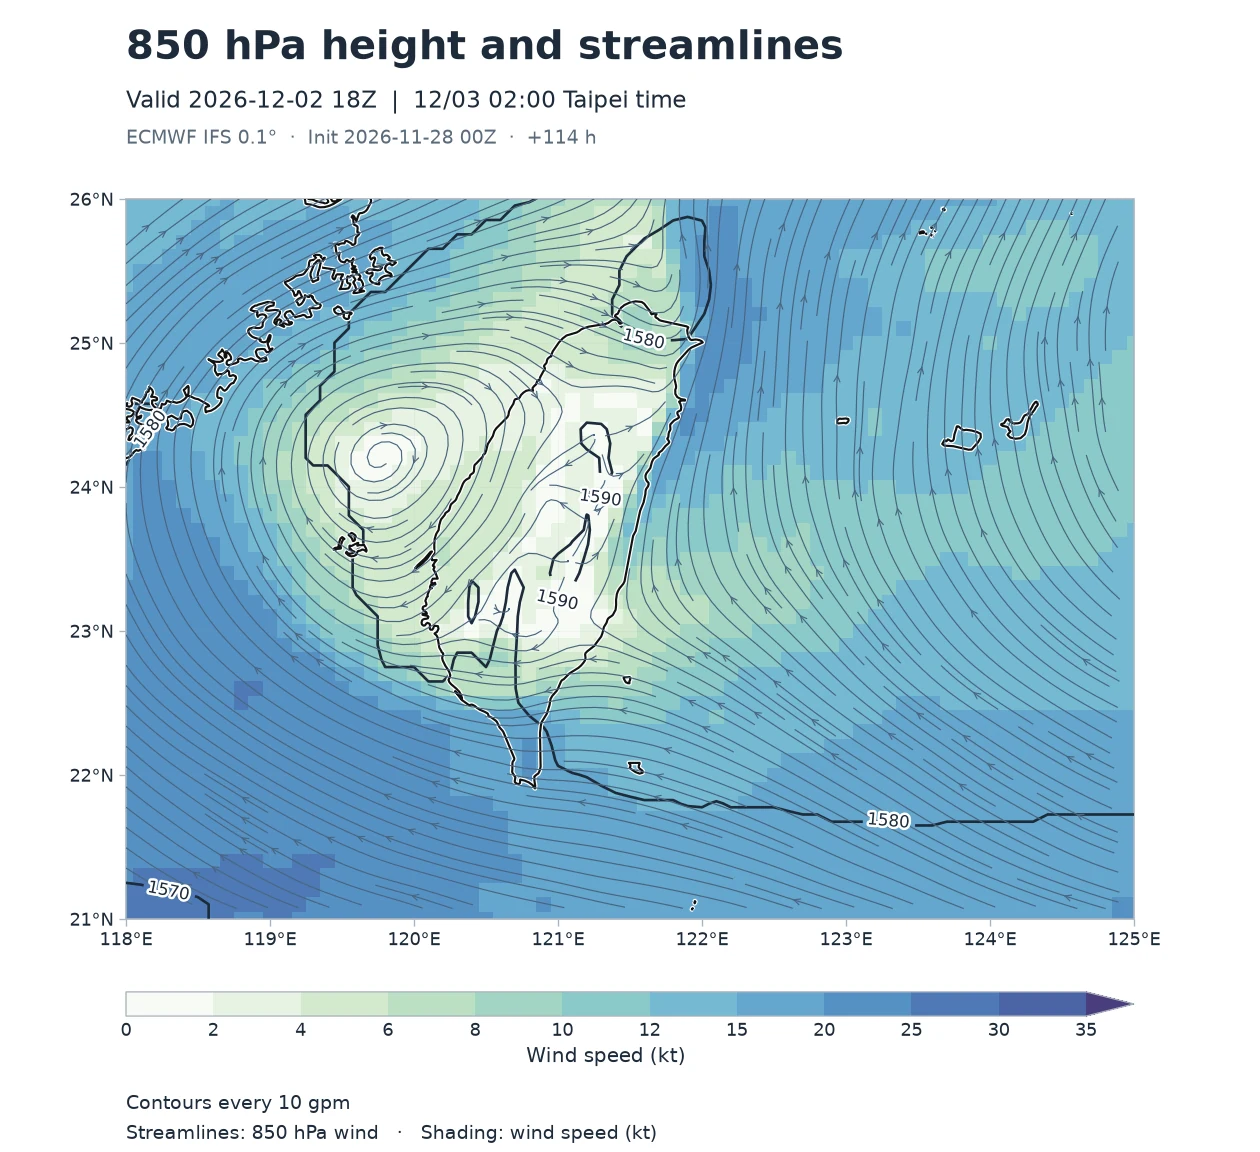 850 hPa height and streamlines
Valid 2026-12-02 18Z | 12/03 02:00 Taipei time
ECMWF IFS 0.1° · Init 2026-11-28 00Z · +114 h
26°N
25°N
24°N
23°N
22°N
21°N
1580
1580
1590
1590
1580
1570
118°E 119°E 120°E 121°E 122°E 123°E 124°E 125°E
0 2 4 6 8 10 12 15 20 25 30 35
Wind speed (kt)
Contours every 10 gpm
Streamlines: 850 hPa wind · Shading: wind speed (kt)